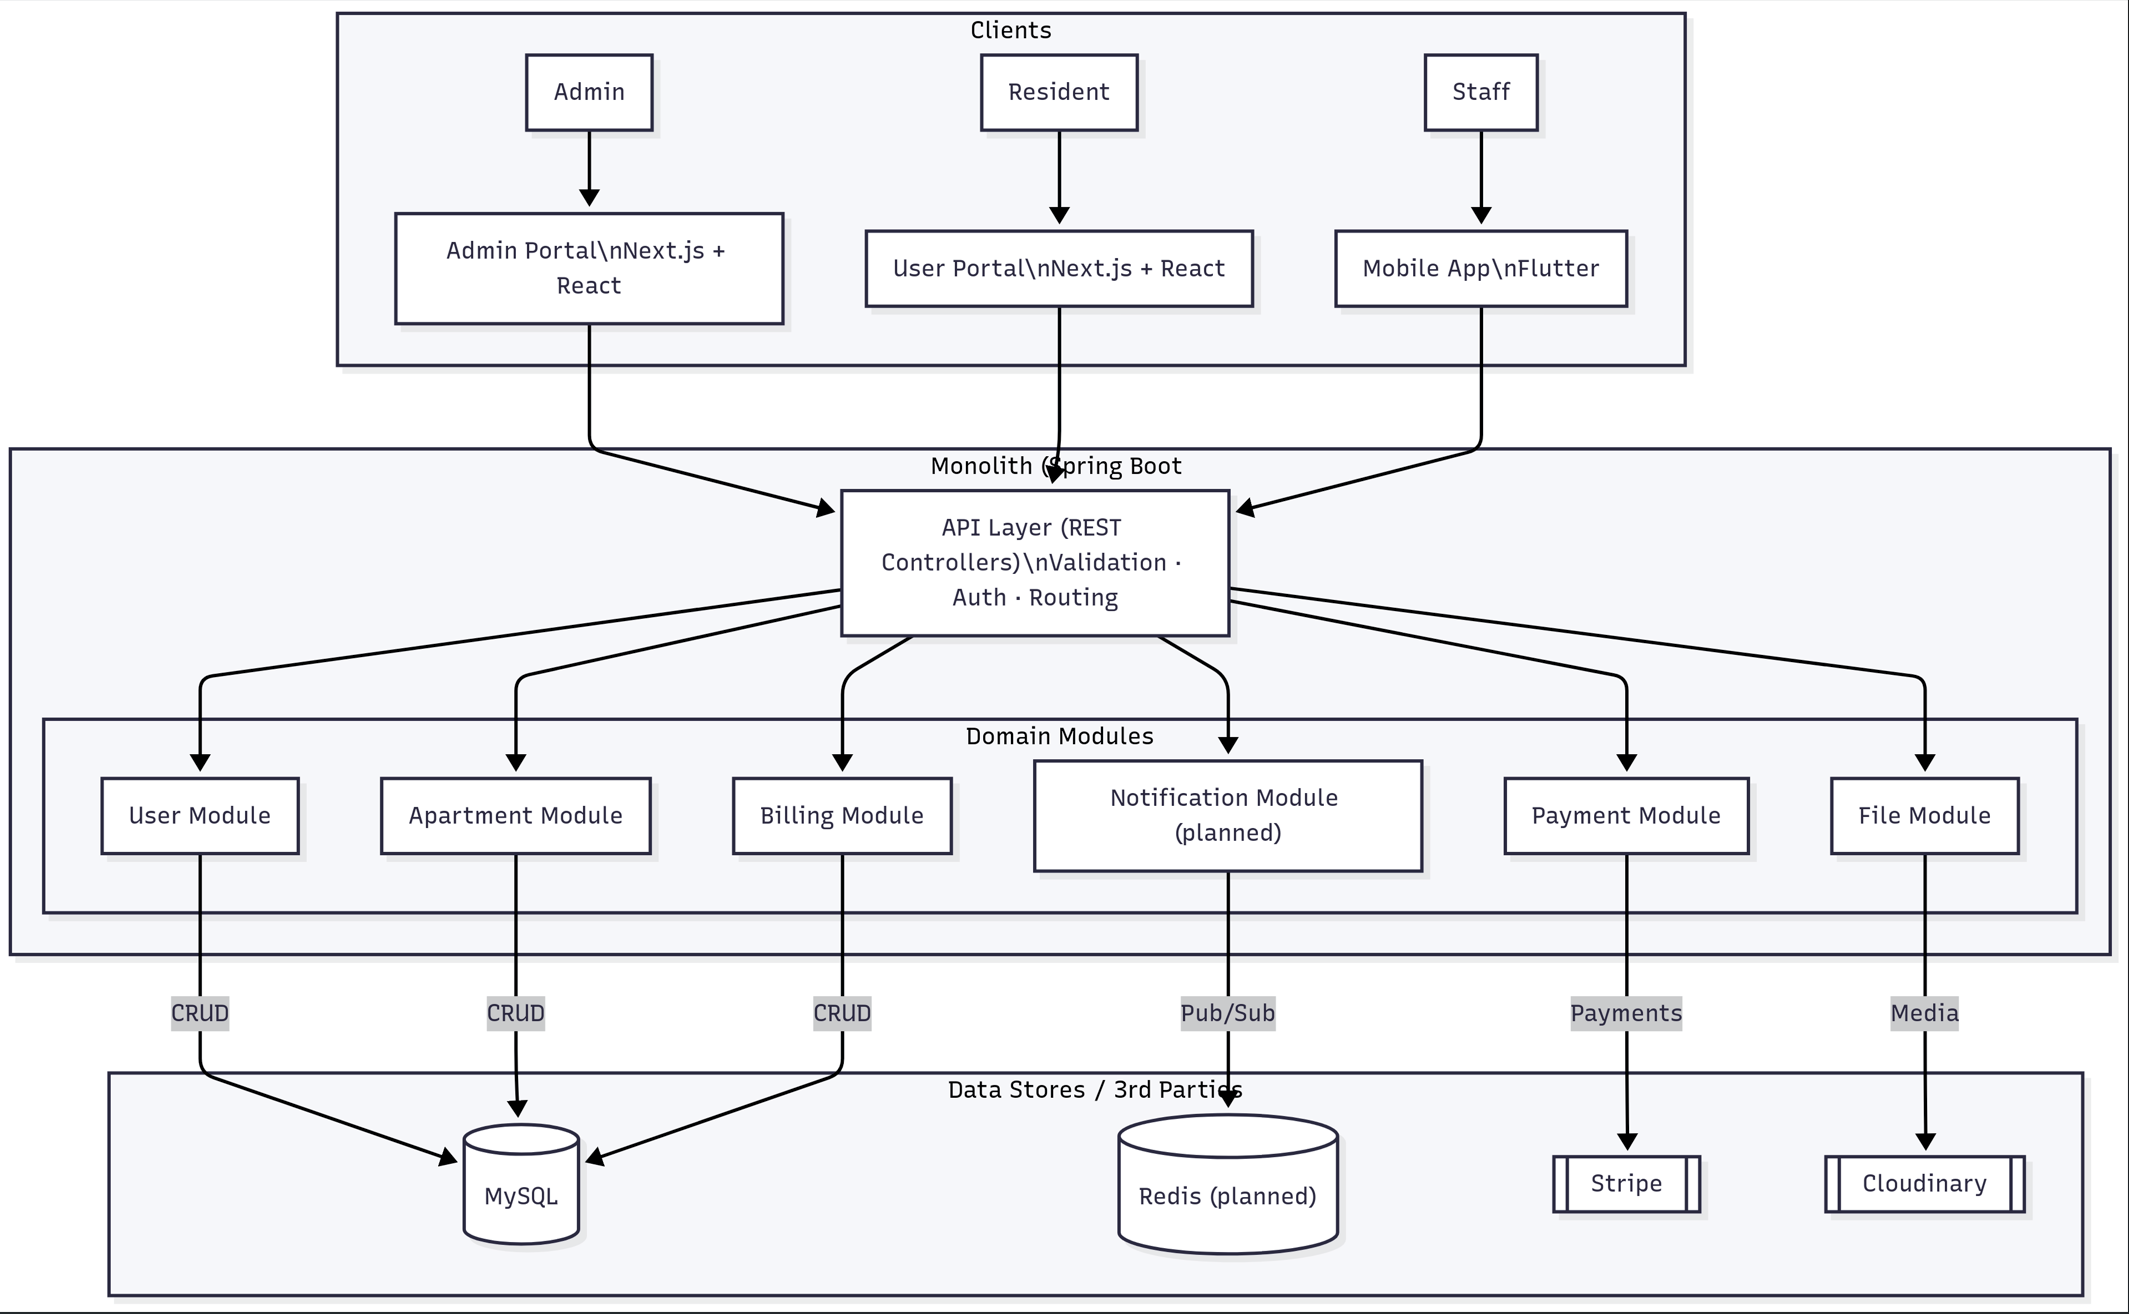 Clients
Admin
Resident
Staff
Admin Portal\nNext.js +
React
User Portal\nNext.js + React
Mobile App\nFlutter
Monolith (Spring Boot
API Layer (REST
Controllers)\nValidation ·
Auth · Routing
Domain Modules
User Module
Apartment Module
Billing Module
Notification Module
(planned)
Payment Module
File Module
CRUD
CRUD
CRUD
Pub/Sub
Payments
Media
Data Stores / 3rd Parties
MySQL
Redis (planned)
Stripe
Cloudinary